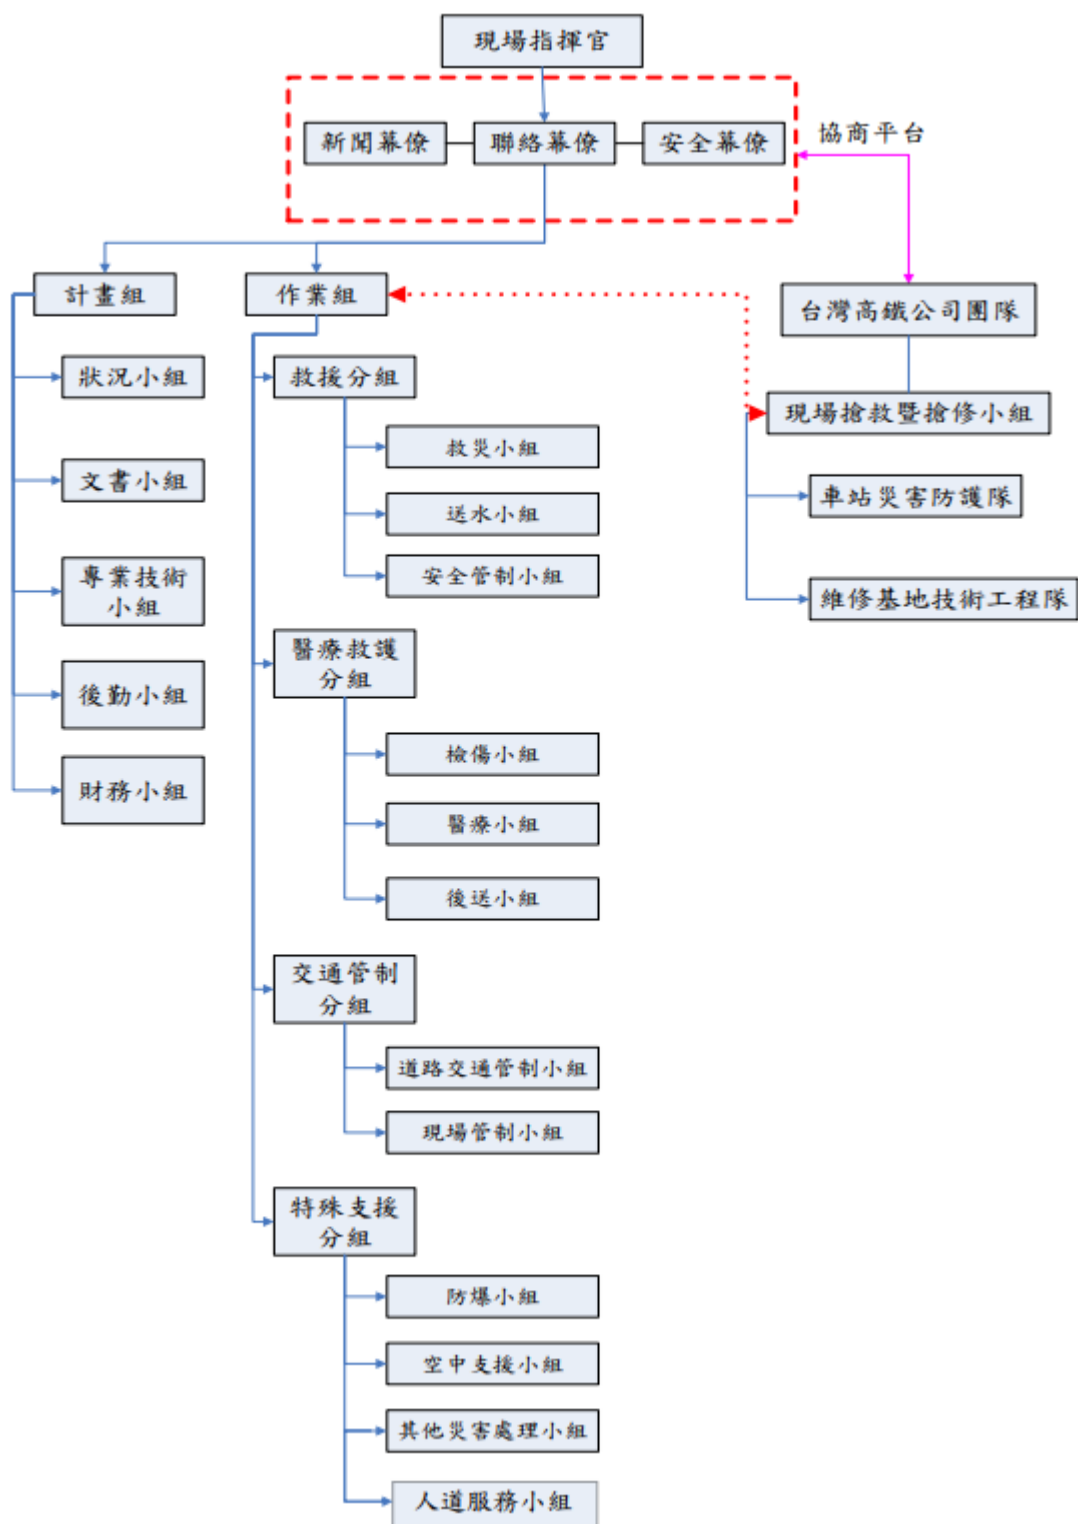 現場指揮官
新聞幕僚
聯絡幕僚
安全幕僚
協商平台
計畫組
作業組
台灣高鐵公司團隊
狀況小組
文書小組
專業技術
小組
後勤小組
財務小組
救援分組
救災小組
送水小組
安全管制小組
醫療救護
分組
檢傷小組
醫療小組
後送小組
交通管制
分組
道路交通管制小組
現場管制小組
特殊支援
分組
防爆小組
空中支援小組
其他災害處理小組
人道服務小組
現場搶救暨搶修小組
車站災害防護隊
維修基地技術工程隊